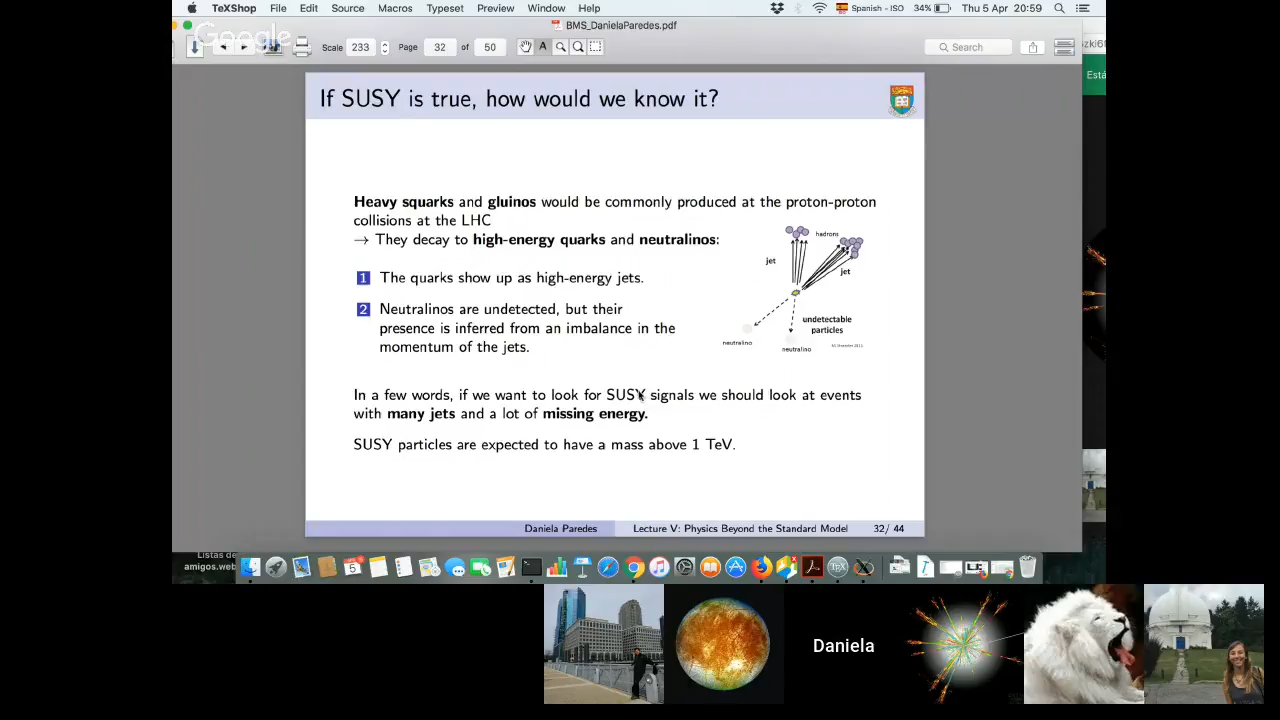 TeXShop File Edit Source Macros Typeset Preview Window Help Spanish - ISO 34% Thu 5 Apr 20:59
BMS_DanielaParedes.pdf
Google
Scale 233 Page 32 of 50 Search
Está
If SUSY is true, how would we know it?
Heavy squarks and gluinos would be commonly produced at the proton-proton
collisions at the LHC
→ They decay to high-energy quarks and neutralinos:
1 The quarks show up as high-energy jets.
2 Neutralinos are undetected, but their
presence is inferred from an imbalance in the
momentum of the jets.
hadrons
jet
jet
undetectable
particles
neutralino
neutralino
In a few words, if we want to look for SUSY signals we should look at events
with many jets and a lot of missing energy.
SUSY particles are expected to have a mass above 1 TeV.
Daniela Paredes Lecture V: Physics Beyond the Standard Model 32/ 44
Listas de
amigos.web
Daniela